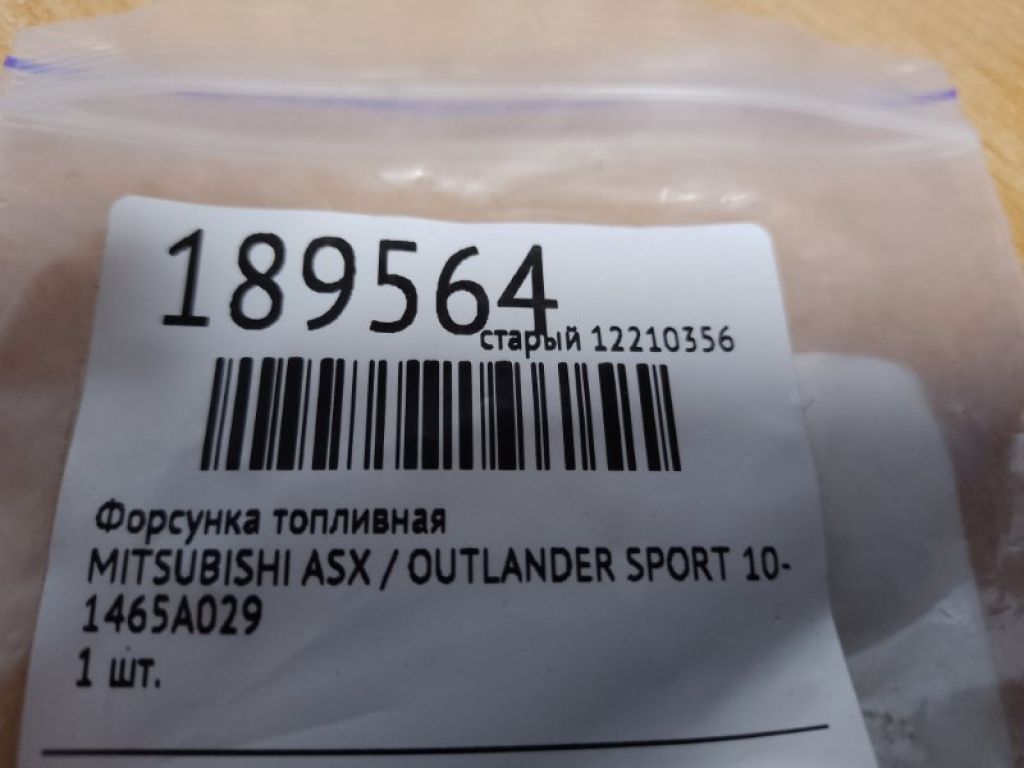 189564
старый 12210356
Форсунка топливная
MITSUBISHI ASX / OUTLANDER SPORT 10-
1465A029
1 шт.